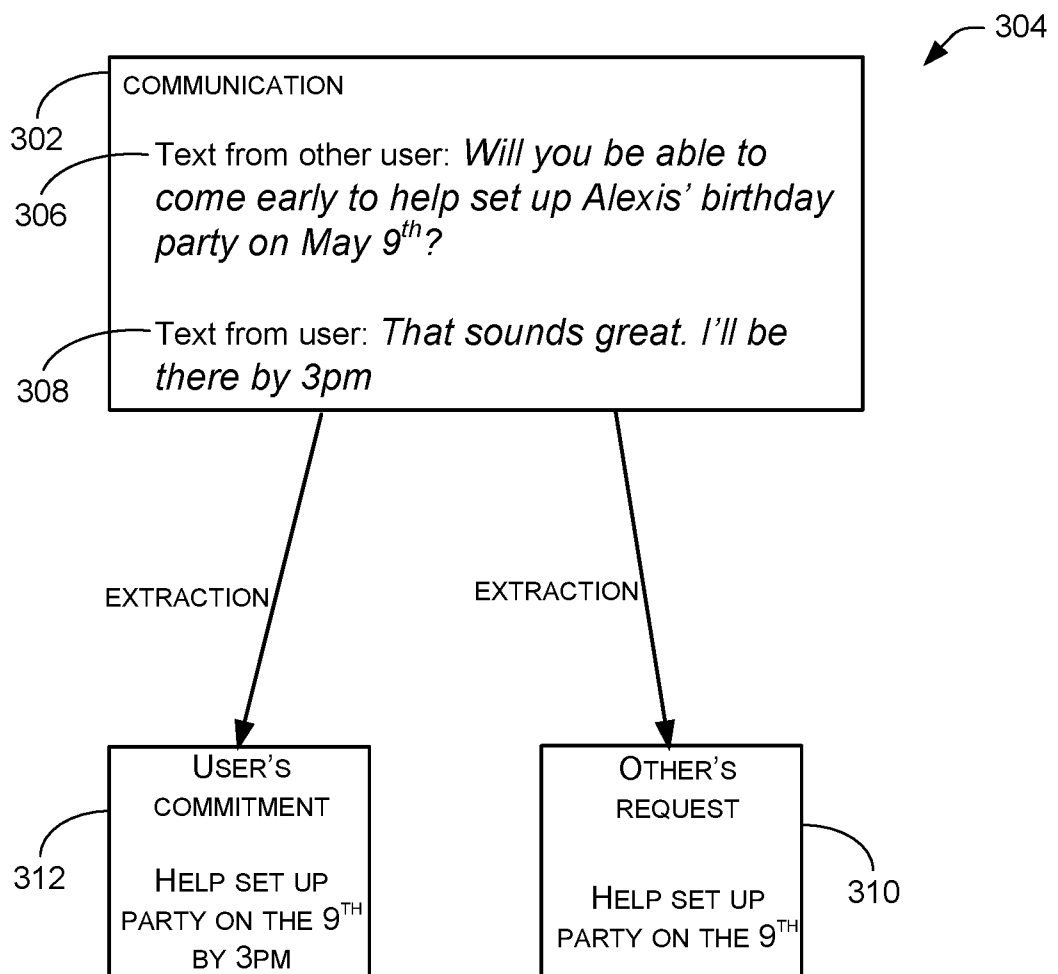 304
COMMUNICATION
302
Text from other user: Will you be able to
306
come early to help set up Alexis’ birthday
party on May 9th?
Text from user: That sounds great. I’ll be
308
there by 3pm
EXTRACTION
EXTRACTION
USER’S
COMMITMENT
312
HELP SET UP
PARTY ON THE 9TH
BY 3PM
OTHER’S
REQUEST
310
HELP SET UP
PARTY ON THE 9TH